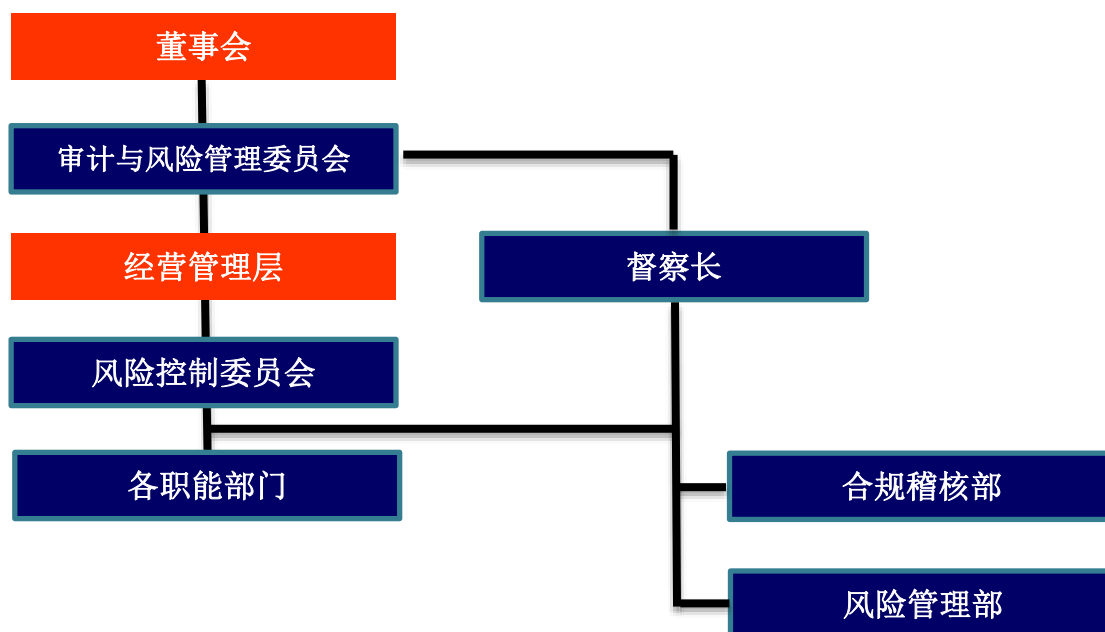 董事会
审计与风险管理委员会
经营管理层
督察长
风险控制委员会
各职能部门
合规稽核部
风险管理部